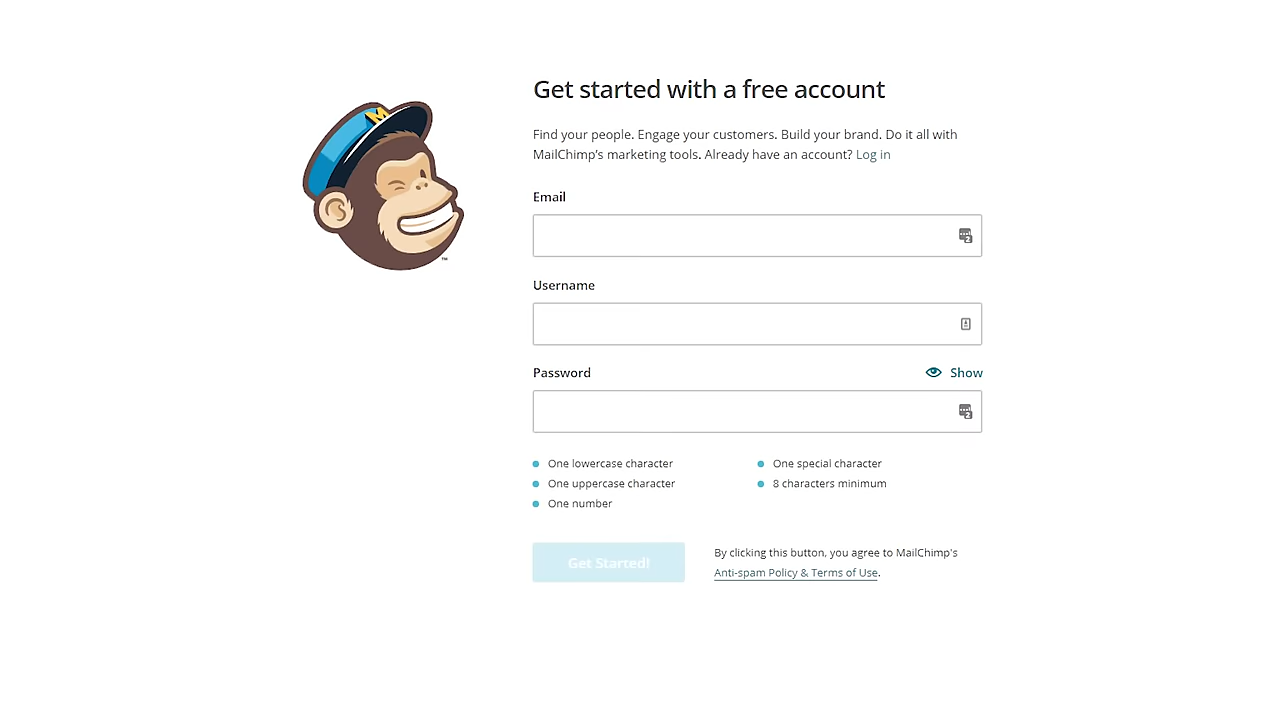 Get started with a free account
Find your people. Engage your customers. Build your brand. Do it all with
MailChimp's marketing tools. Already have an account? Log in
Email
Username
Password
Show
One lowercase character
One special character
One uppercase character
8 characters minimum
One number
Get Started!
By clicking this button, you agree to MailChimp's
Anti-spam Policy & Terms of Use.
M
™